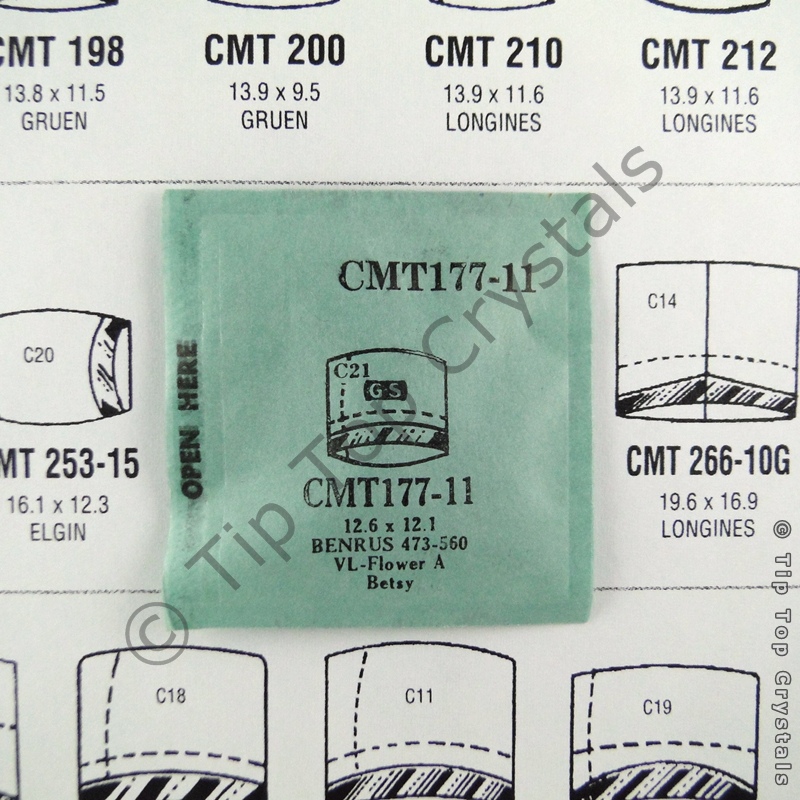 CMT 198
13.8 x 11.5
GRUEN
CMT 200
13.9 x 9.5
GRUEN
CMT 210
13.9 x 11.6
LONGINES
CMT 212
13.9 x 11.6
LONGINES
CMT177-11
OPEN HERE
C21
G-S
CMT177-11
12.6 x 12.1
BENRUS 473-560
VL-Flower A
Betsy
C20
MT 253-15
16.1 x 12.3
ELGIN
C14
CMT 266-10G
19.6 x 16.9
LONGINES
C18
C11
C19
© Tip Top Crystals
© Tip Top Crystals